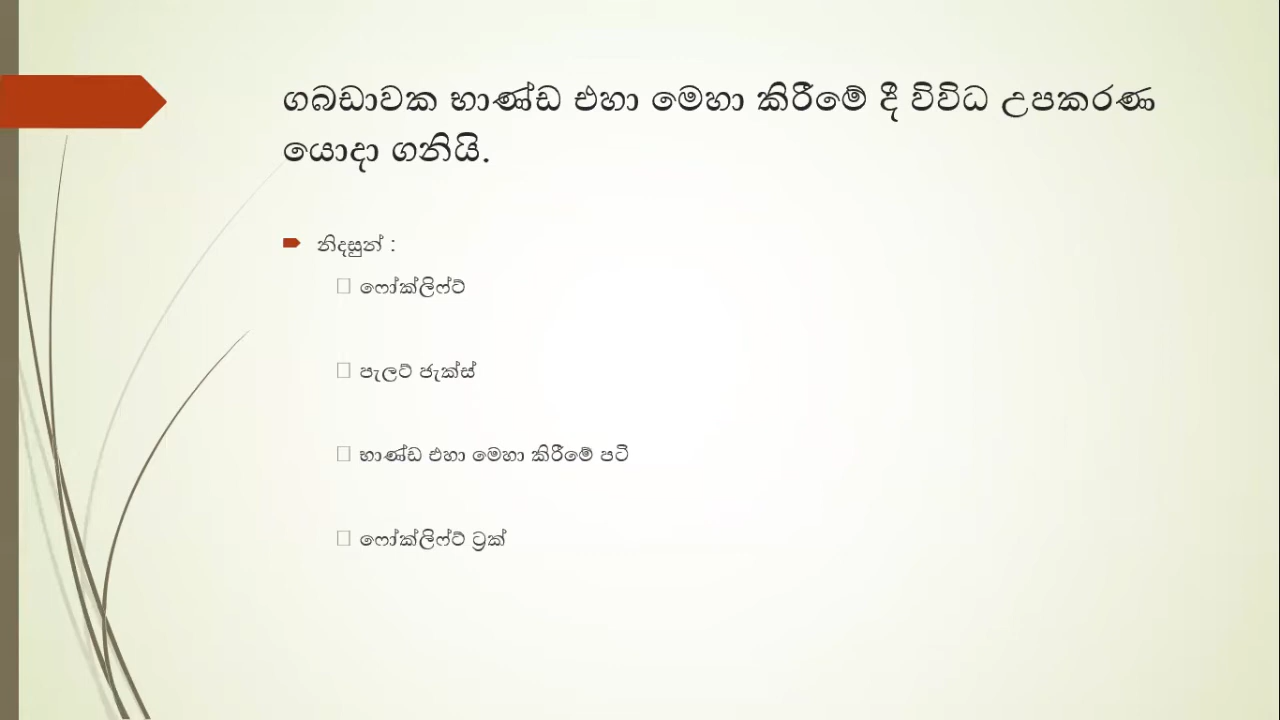 ගබඩාවක භාණ්ඩ එහා මෙහා කිරීමේ දී විවිධ උපකරණ
යොදා ගනියි.
නිදසුන් :
ෆෝක්ලිෆ්ට්
පැලට් ජැක්ස්
භාණ්ඩ එහා මෙහා කිරීමේ පටි
ෆෝක්ලිෆ්ට් ට්‍රක්